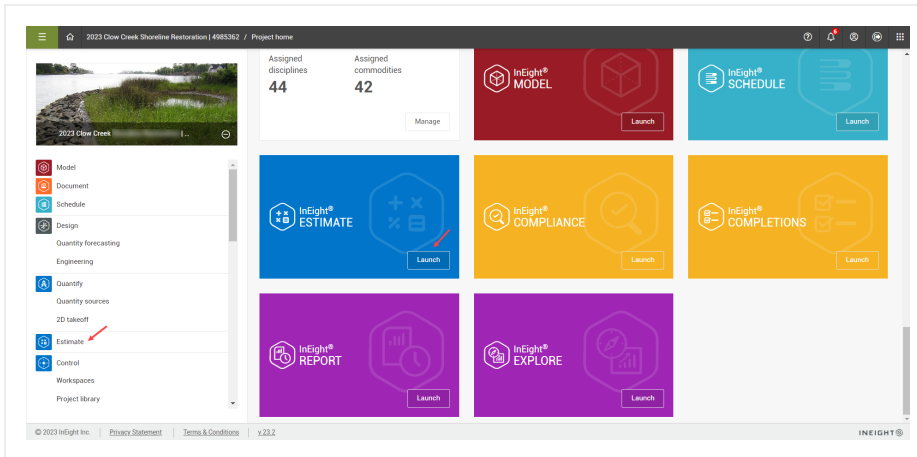 2023 Clow Creek Shoreline Restoration | 4985362 / Project home
6
2023 Clow Creek
|...
Model
Document
Schedule
Design
Quantity forecasting
Engineering
Quantify
Quantity sources
2D takeoff
Estimate
Control
Workspaces
Project library
Assigned disciplines
44
Assigned commodities
42
Manage
InEight®
MODEL
Launch
InEight®
SCHEDULE
Launch
InEight®
ESTIMATE
Launch
InEight®
COMPLIANCE
Launch
InEight®
COMPLETIONS
Launch
InEight®
REPORT
Launch
InEight®
EXPLORE
Launch
© 2023 InEight Inc. | Privacy Statement | Terms & Conditions | v 23.2
INEIGHT